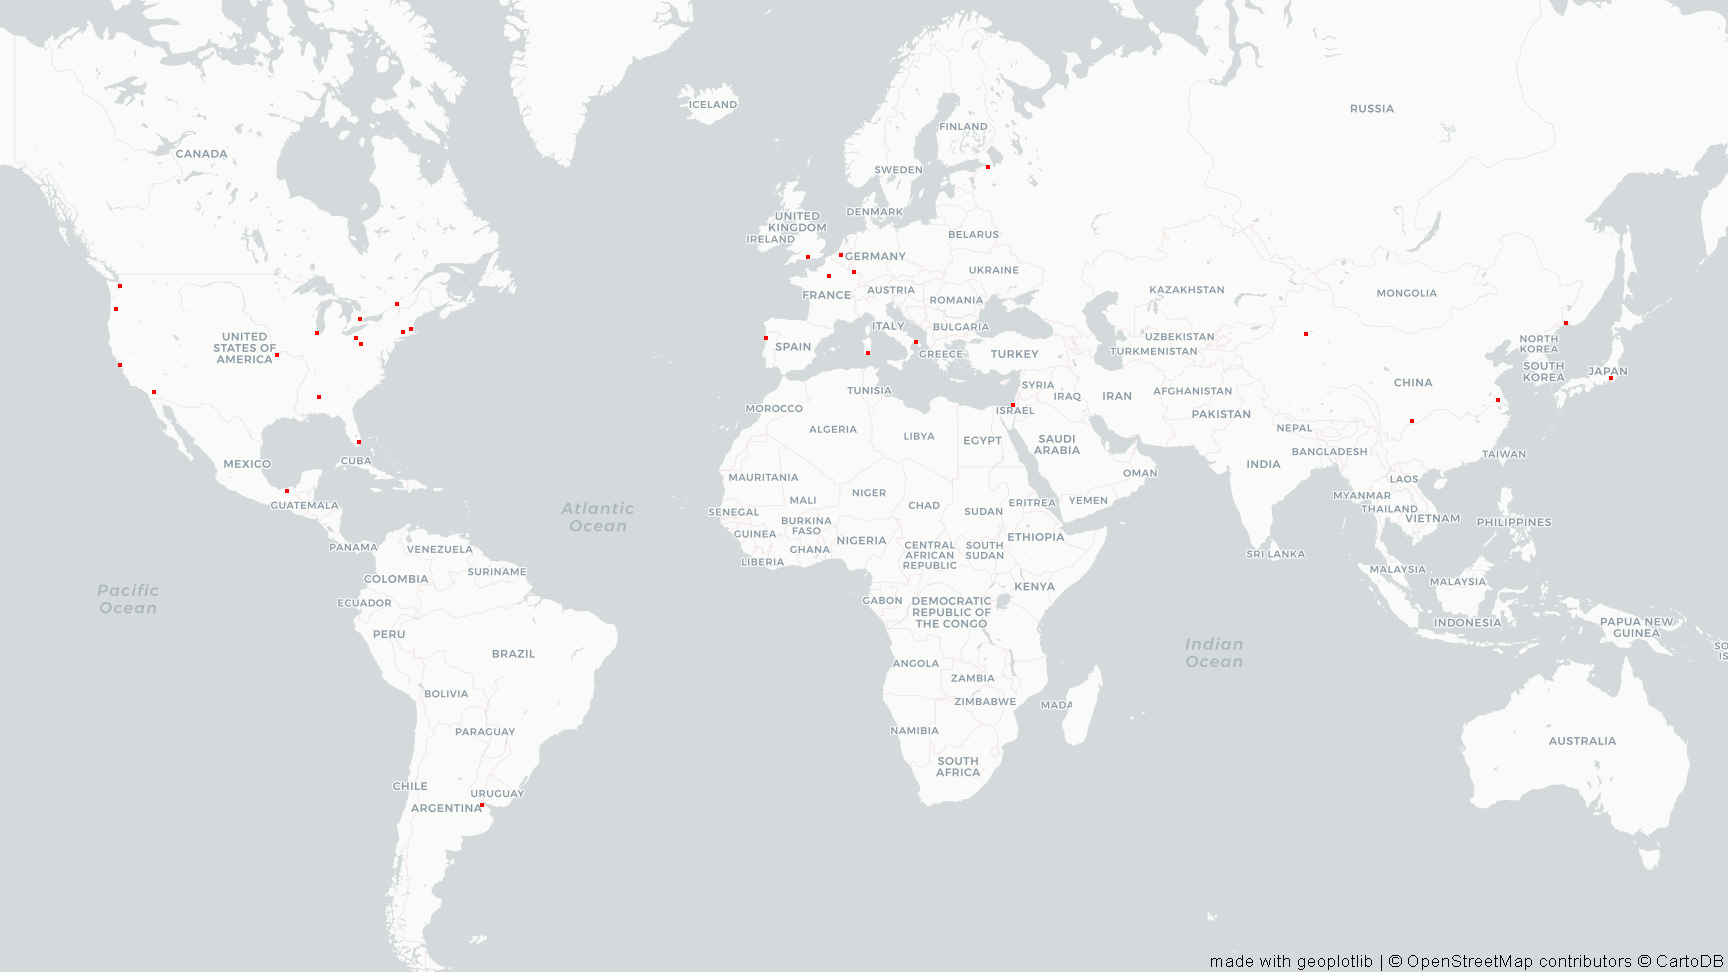 ICELAND
RUSSIA
FINLAND
CANADA
SWEDEN
DENMARK
UNITED
KINGDOM
IRELAND
BELARUS
GERMANY
UKRAINE
FRANCE
AUSTRIA
ROMANIA
KAZAKHSTAN
MONGOLIA
ITALY
BULGARIA
UNITED
STATES OF
AMERICA
SPAIN
GREECE
TURKEY
UZBEKISTAN
TURKMENISTAN
NORTH
KOREA
SOUTH
KOREA
JAPAN
CHINA
TUNISIA
SYRIA
IRAQ
IRAN
AFGHANISTAN
MOROCCO
ISRAEL
PAKISTAN
ALGERIA
LIBYA
EGYPT
SAUDI
ARABIA
NEPAL
BANGLADESH
TAIWAN
MEXICO
CUBA
INDIA
OMAN
MAURITANIA
LAOS
GUATEMALA
MALI
NIGER
CHAD
SUDAN
ERITREA
YEMEN
MYANMAR
THAILAND
VIETNAM
PHILIPPINES
Atlantic
Ocean
SENEGAL
BURKINA
FASO
GUINEA
GHANA
NIGERIA
CENTRAL
AFRICAN
REPUBLIC
SOUTH
SUDAN
ETHIOPIA
PANAMA
VENEZUELA
LIBERIA
SRI LANKA
COLOMBIA
SURINAME
MALAYSIA
MALAYSIA
KENYA
Pacific
Ocean
ECUADOR
GABON
DEMOCRATIC
REPUBLIC OF
THE CONGO
INDONESIA
PAPUA NEW
GUINEA
PERU
BRAZIL
Indian
Ocean
SO
IS
ANGOLA
ZAMBIA
BOLIVIA
ZIMBABWE
MADA
PARAGUAY
NAMIBIA
AUSTRALIA
SOUTH
AFRICA
CHILE
URUGUAY
ARGENTINA
made with geoplotlib | © OpenStreetMap contributors © CartoDB